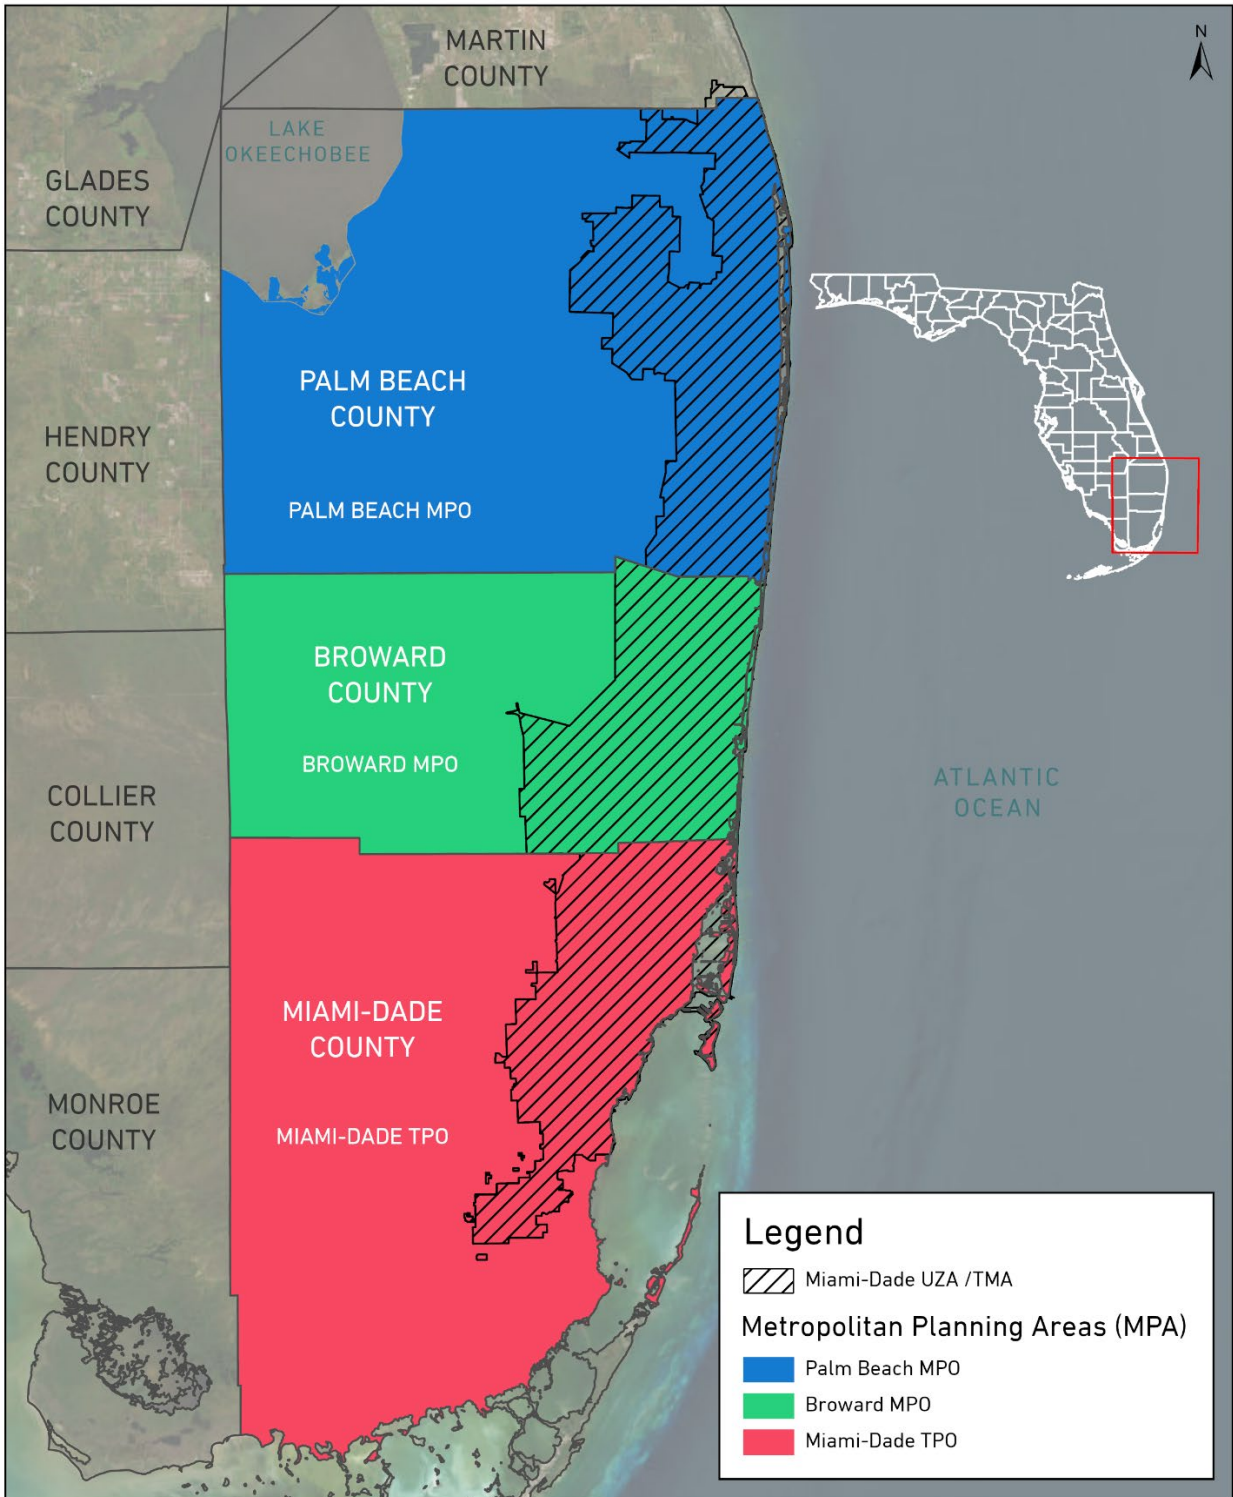 MARTIN
COUNTY
N
LAKE
OKEECHOBEE
GLADES
COUNTY
PALM BEACH
COUNTY
HENDRY
COUNTY
PALM BEACH MPO
BROWARD
COUNTY
BROWARD MPO
COLLIER
COUNTY
ATLANTIC
OCEAN
MIAMI-DADE
COUNTY
MONROE
COUNTY
MIAMI-DADE TPO
Legend
Miami-Dade UZA /TMA
Metropolitan Planning Areas (MPA)
Palm Beach MPO
Broward MPO
Miami-Dade TPO